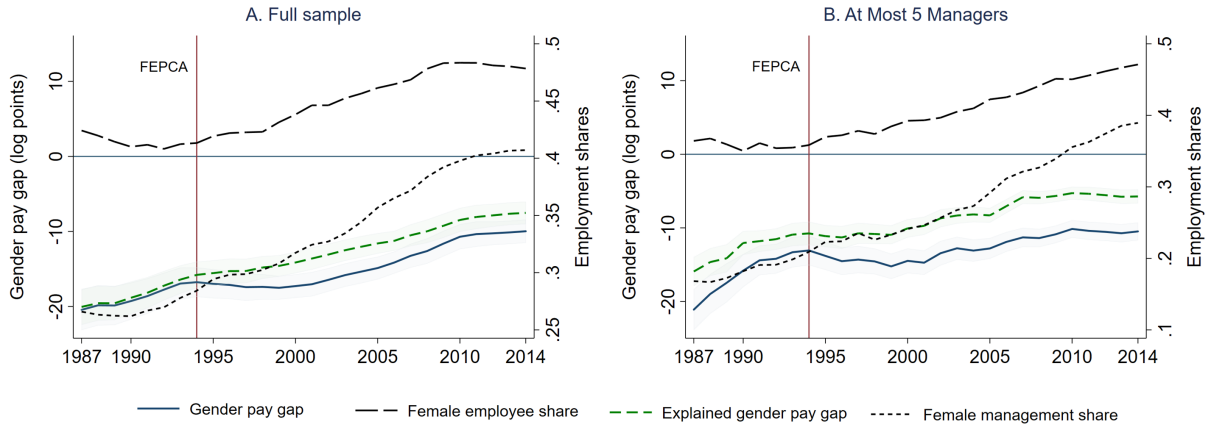 A. Full sample
B. At Most 5 Managers
Gender pay gap (log points)
10
0
-10
-20
FEPCA
.5
.45
.4
.35
.3
.25
Employment shares
1987 1990 1995 2000 2005 2010 2014
Gender pay gap (log points)
10
0
-10
-20
FEPCA
.5
.4
.3
.2
.1
Employment shares
1987 1990 1995 2000 2005 2010 2014
Gender pay gap Female employee share Explained gender pay gap Female management share